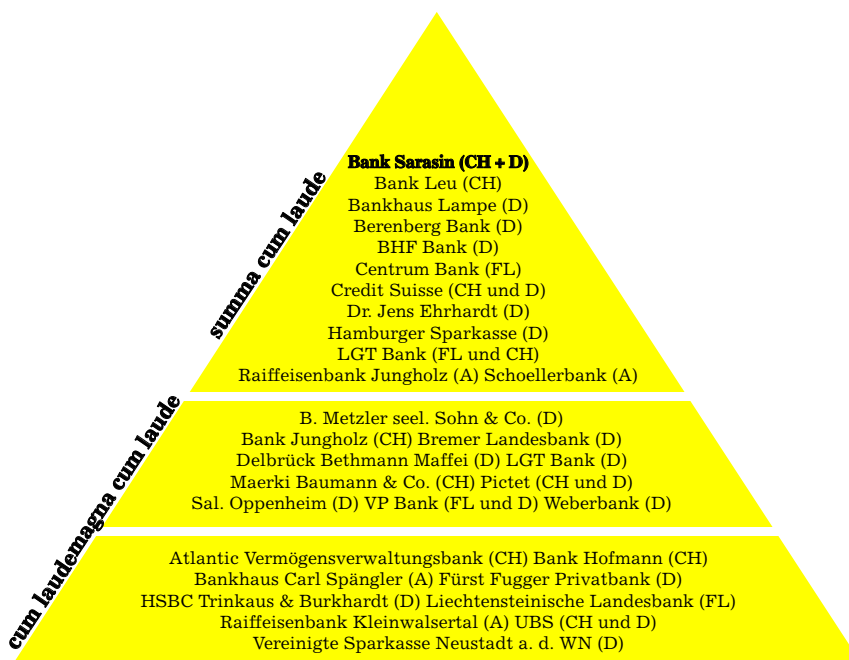 Bank Sarasin (CH + D)
Bank Leu (CH)
Bankhaus Lampe (D)
Berenberg Bank (D)
BHF Bank (D)
Centrum Bank (FL)
Credit Suisse (CH und D)
Dr. Jens Ehrhardt (D)
Hamburger Sparkasse (D)
LGT Bank (FL und CH)
Raiffeisenbank Jungholz (A) Schoellerbank (A)
summa cum laude
B. Metzler seel. Sohn & Co. (D)
Bank Jungholz (CH) Bremer Landesbank (D)
Delbrück Bethmann Maffei (D) LGT Bank (D)
Maerki Baumann & Co. (CH) Pictet (CH und D)
Sal. Oppenheim (D) VP Bank (FL und D) Weberbank (D)
magna cum laude
Atlantic Vermögensverwaltungsbank (CH) Bank Hofmann (CH)
Bankhaus Carl Spängler (A) Fürst Fugger Privatbank (D)
HSBC Trinkaus & Burkhardt (D) Liechtensteinische Landesbank (FL)
Raiffeisenbank Kleinwalsertal (A) UBS (CH und D)
Vereinigte Sparkasse Neustadt a. d. WN (D)
cum laude